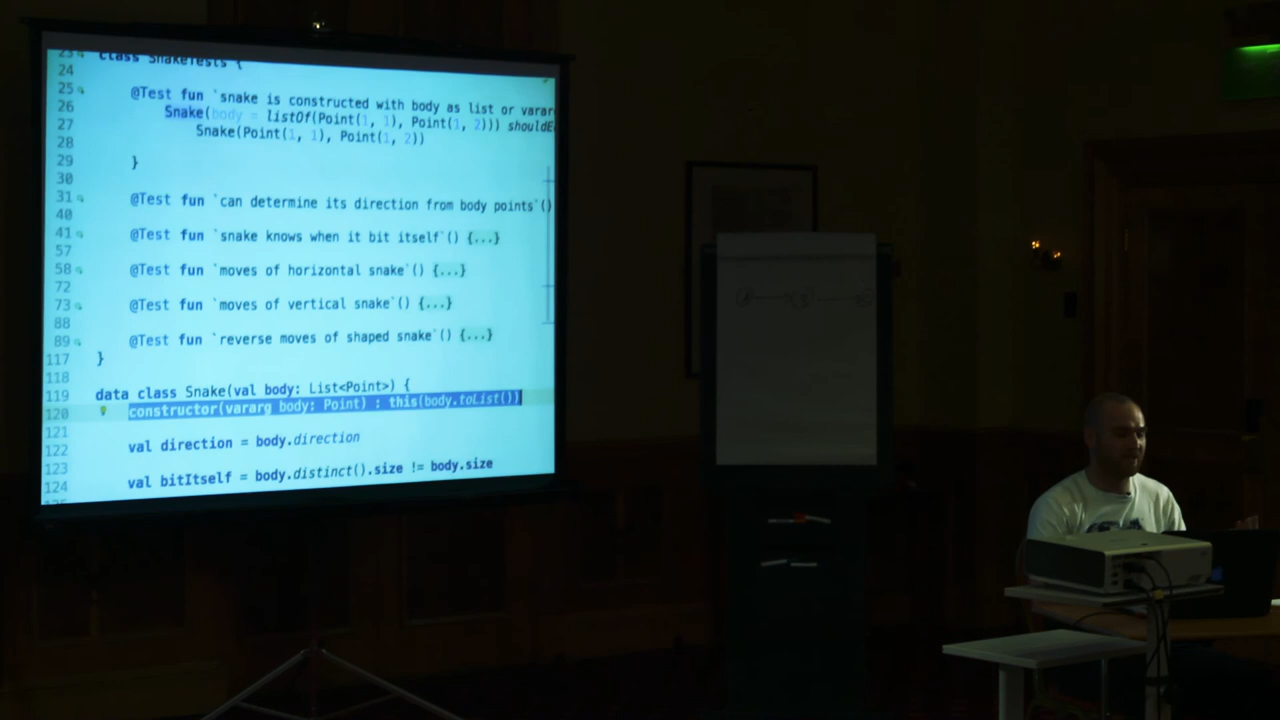 23 class SnakeTests {
24
25 @Test fun `snake is constructed with body as list or varar
26 Snake(body = listOf(Point(1, 1), Point(1, 2))) shouldE
27 Snake(Point(1, 1), Point(1, 2))
28
29 }
30
31 @Test fun `can determine its direction from body points`()
40
41 @Test fun `snake knows when it bit itself`() {...}
57
58 @Test fun `moves of horizontal snake`() {...}
72
73 @Test fun `moves of vertical snake`() {...}
88
89 @Test fun `reverse moves of shaped snake`() {...}
117 }
118
119 data class Snake(val body: List<Point>) {
120 constructor(vararg body: Point) : this(body.toList())
121
122 val direction = body.direction
123
124 val bitItself = body.distinct().size != body.size